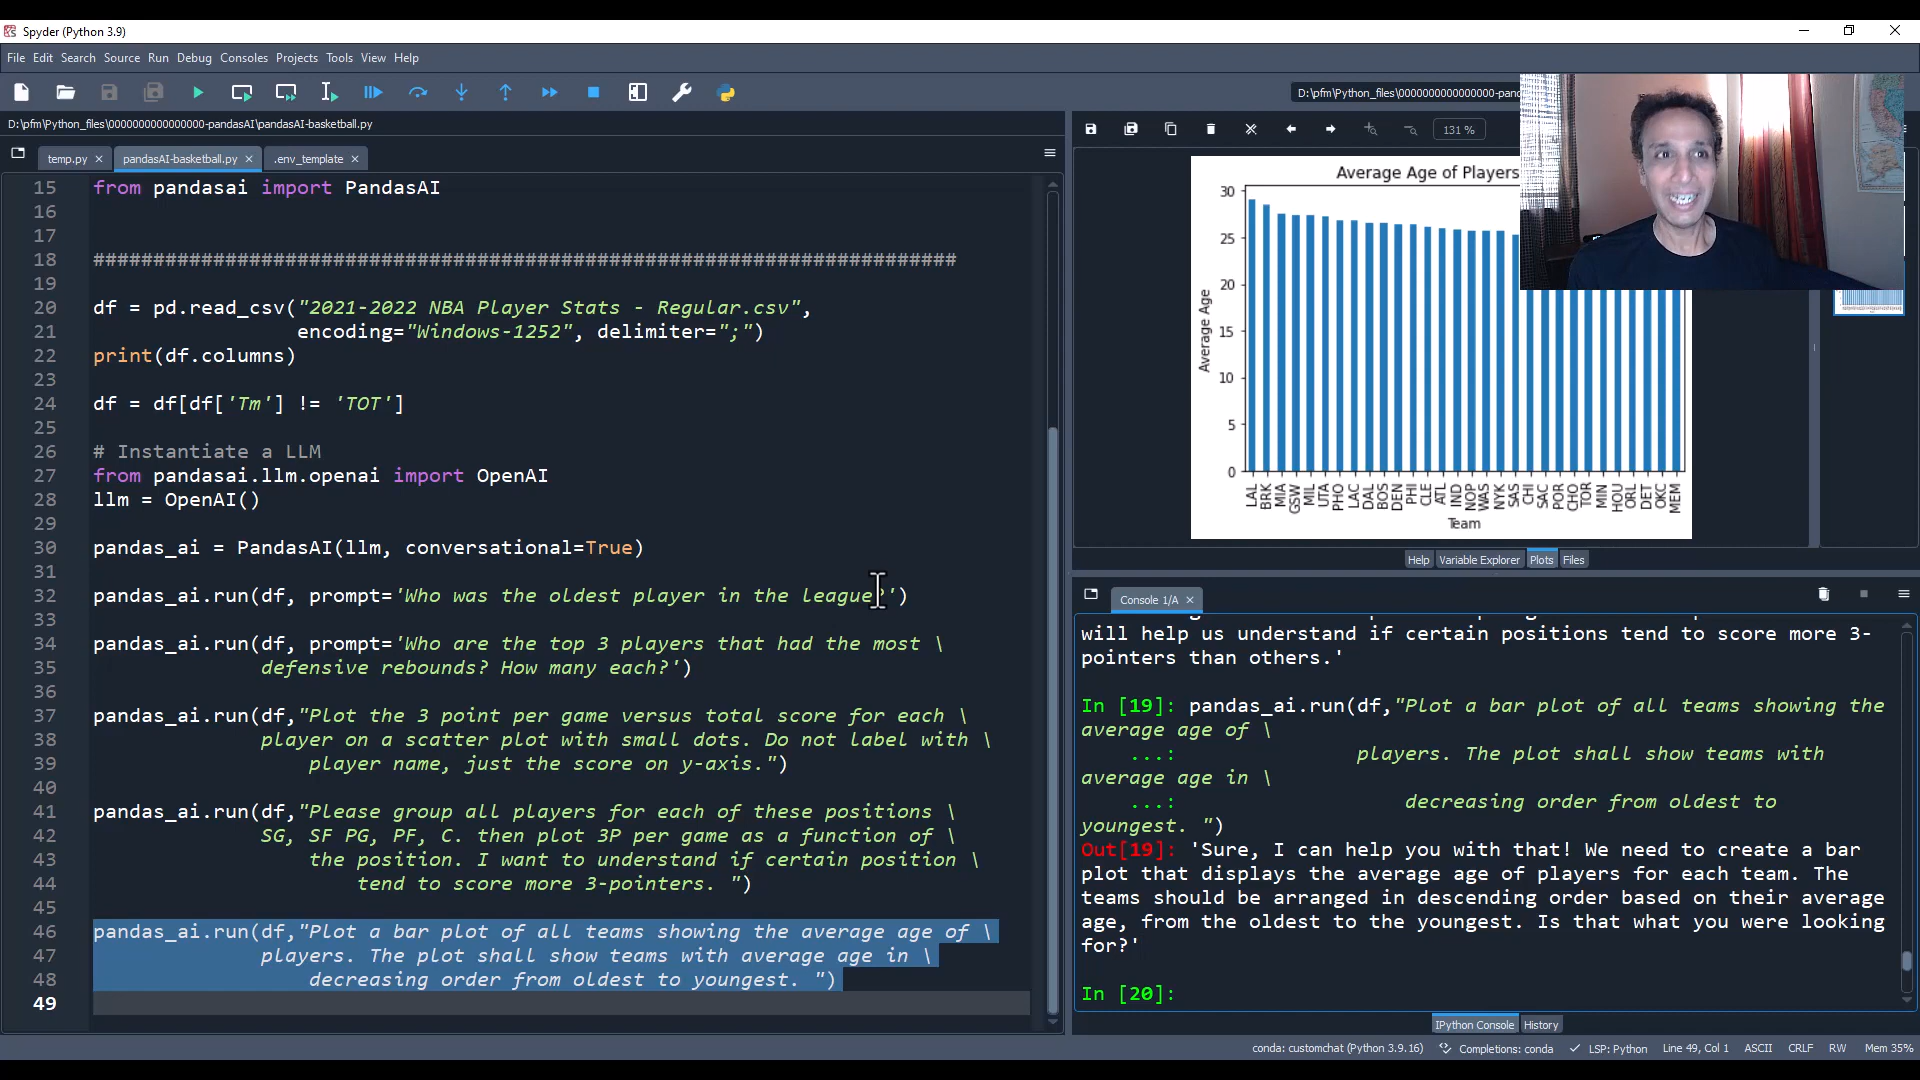 Spyder (Python 3.9)
File Edit Search Source Run Debug Consoles Projects Tools View Help
D:\pfm\Python_files\0000000000000000-pandasAI\pandasAI-basketball.py
temp.py
pandasAI-basketball.py
.env_template
15 from pandasai import PandasAI
16
17
18 ########################################################################
19
20 df = pd.read_csv("2021-2022 NBA Player Stats - Regular.csv",
21 encoding="Windows-1252", delimiter=";")
22 print(df.columns)
23
24 df = df[df['Tm'] != 'TOT']
25
26 # Instantiate a LLM
27 from pandasai.llm.openai import OpenAI
28 llm = OpenAI()
29
30 pandas_ai = PandasAI(llm, conversational=True)
31
32 pandas_ai.run(df, prompt='Who was the oldest player in the league?')
33
34 pandas_ai.run(df, prompt='Who are the top 3 players that had the most \
35 defensive rebounds? How many each?')
36
37 pandas_ai.run(df,"Plot the 3 point per game versus total score for each \
38 player on a scatter plot with small dots. Do not label with \
39 player name, just the score on y-axis.")
40
41 pandas_ai.run(df,"Please group all players for each of these positions \
42 SG, SF PG, PF, C. then plot 3P per game as a function of \
43 the position. I want to understand if certain position \
44 tend to score more 3-pointers. ")
45
46 pandas_ai.run(df,"Plot a bar plot of all teams showing the average age of \
47 players. The plot shall show teams with average age in \
48 decreasing order from oldest to youngest. ")
49
D:\pfm\Python_files\0000000000000000-pand
131 %
Average Age of Players
Average Age
30
25
20
15
10
5
0
LAL BRK MIA GSW MIL UTA PHO LAC DAL BOS DEN PHI CLE ATL IND NOP WAS NYK SAS CHI SAC POR CHO TOR MIN HOU ORL DET OKC MEM
Team
Help Variable Explorer Plots Files
Console 1/A
will help us understand if certain positions tend to score more 3-
pointers than others.'
In [19]: pandas_ai.run(df,"Plot a bar plot of all teams showing the
average age of \
...: players. The plot shall show teams with
average age in \
...: decreasing order from oldest to
youngest. ")
Out[19]: 'Sure, I can help you with that! We need to create a bar
plot that displays the average age of players for each team. The
teams should be arranged in descending order based on their average
age, from the oldest to the youngest. Is that what you were looking
for?'
In [20]:
IPython Console History
conda: customchat (Python 3.9.16) Completions: conda LSP: Python Line 49, Col 1 ASCII CRLF RW Mem 35%